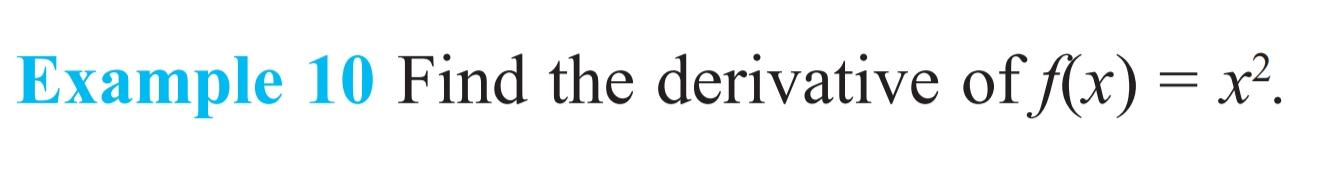 Example 10 Find the derivative of f(x) = x².